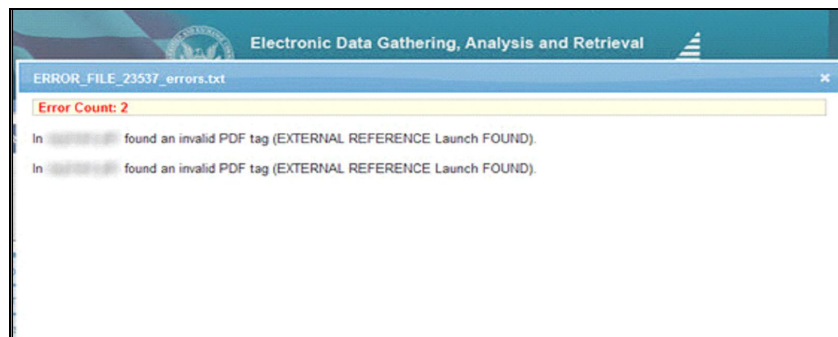 Electronic Data Gathering, Analysis and Retrieval
ERROR_FILE_23537_errors.txt
Error Count: 2
In found an invalid PDF tag (EXTERNAL REFERENCE Launch FOUND).
In found an invalid PDF tag (EXTERNAL REFERENCE Launch FOUND).